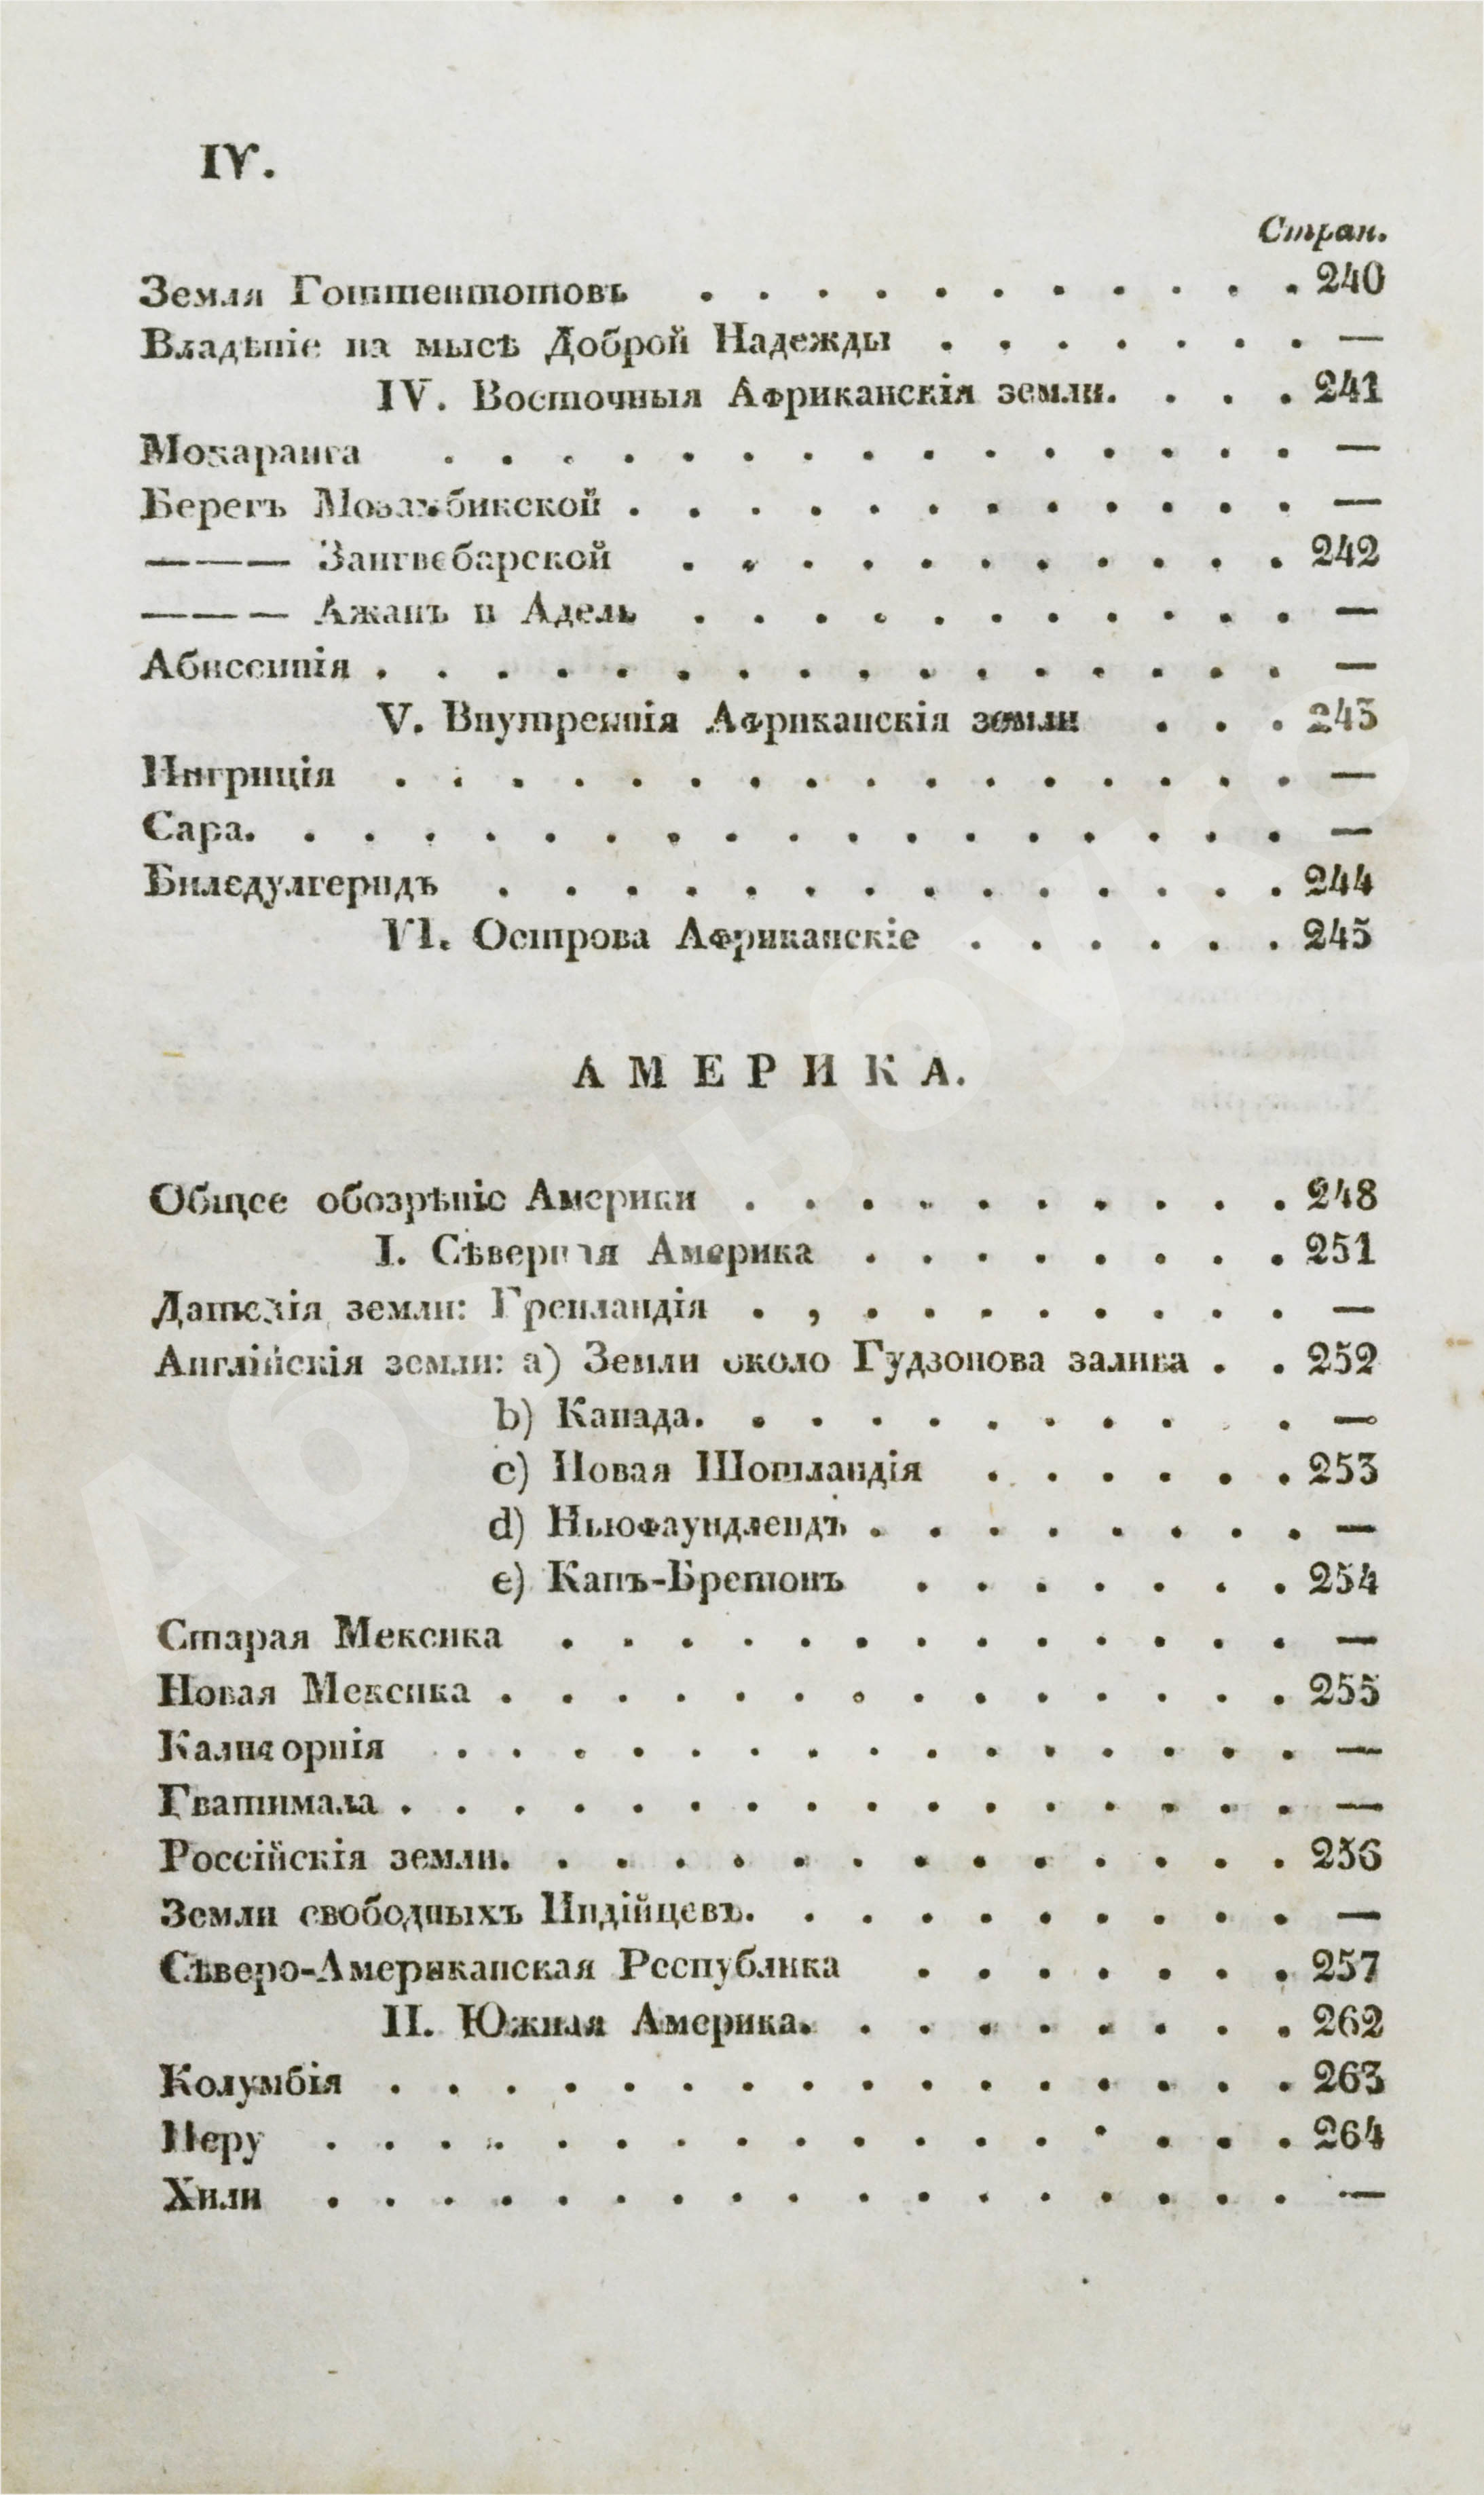 IV.
Стран.
Земля Готтентотовъ . . . . . . . . . . . 240
Владѣніе на мысѣ Доброй Надежды . . . . . . . —
IV. Восточныя Африканскія земли. . . . 241
Мокаранга . . . . . . . . . . . . . . . —
Берегъ Мозамбикской . . . . . . . . . . . . —
——— Зангвебарской . . . . . . . . . . . 242
——— Ажанъ и Адель . . . . . . . . . . . —
Абиссинія . . . . . . . . . . . . . . . . —
V. Внутреннія Африканскія земли . . . 243
Нигриція . . . . . . . . . . . . . . . . —
Сара. . . . . . . . . . . . . . . . . . —
Биледулгеридъ . . . . . . . . . . . . . . 244
VI. Острова Африканскіе . . . . . . 245
АМЕРИКА.
Общее обозрѣніе Америки . . . . . . . . . . 248
I. Сѣверная Америка . . . . . . . . 251
Датскія земли: Гренландія . , . . . . . . . . —
Англійскія земли: a) Земли около Гудзонова залива . . 252
b) Канада. . . . . . . . . . —
c) Новая Шотландія . . . . . . 253
d) Ньюфаундлендъ . . . . . . . . —
e) Капъ-Бретонъ . . . . . . . 254
Старая Мексика . . . . . . . . . . . . . —
Новая Мексика . . . . . . . . . . . . . . 255
Калифорнія . . . . . . . . . . . . . . . —
Гватимала . . . . . . . . . . . . . . . . —
Россійскія земли. . . . . . . . . . . . . . 256
Земли свободныхъ Индійцевъ. . . . . . . . . . —
Сѣверо-Американская Республика . . . . . . . 257
II. Южная Америка. . . . . . . . . 262
Колумбія . . . . . . . . . . . . . . . . 263
Перу . . . . . . . . . . . . . . . . . 264
Хили . . . . . . . . . . . . . . . . . —